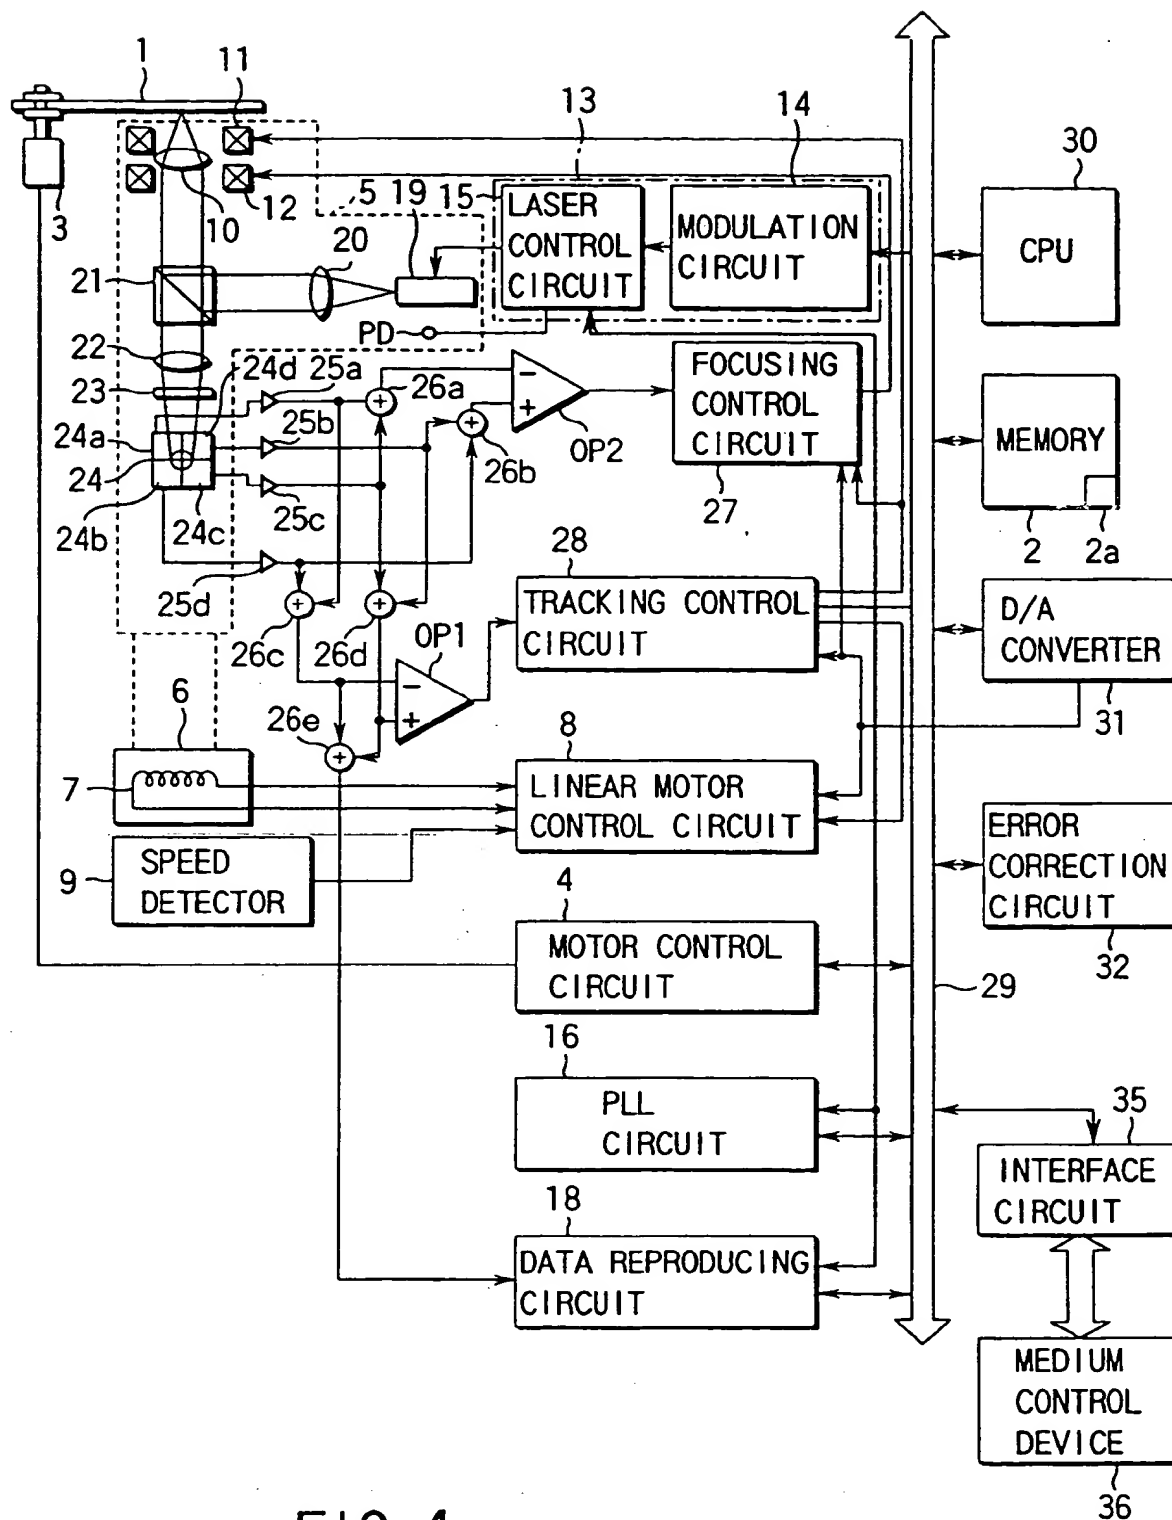 1
11
13
14
30
3
10
12
5
19
15
LASER
CONTROL
CIRCUIT
MODULATION
CIRCUIT
CPU
20
21
PD
22
23
24d
25a
26a
FOCUSING
CONTROL
CIRCUIT
24a
25b
24
26b
OP2
MEMORY
24b
24c
25c
27
2
2a
25d
28
TRACKING CONTROL
CIRCUIT
D/A
CONVERTER
26c
26d
OP1
31
6
26e
8
7
LINEAR MOTOR
CONTROL CIRCUIT
ERROR
CORRECTION
CIRCUIT
9
SPEED
DETECTOR
4
32
MOTOR CONTROL
CIRCUIT
29
16
PLL
CIRCUIT
35
INTERFACE
CIRCUIT
18
DATA REPRODUCING
CIRCUIT
MEDIUM
CONTROL
DEVICE
36